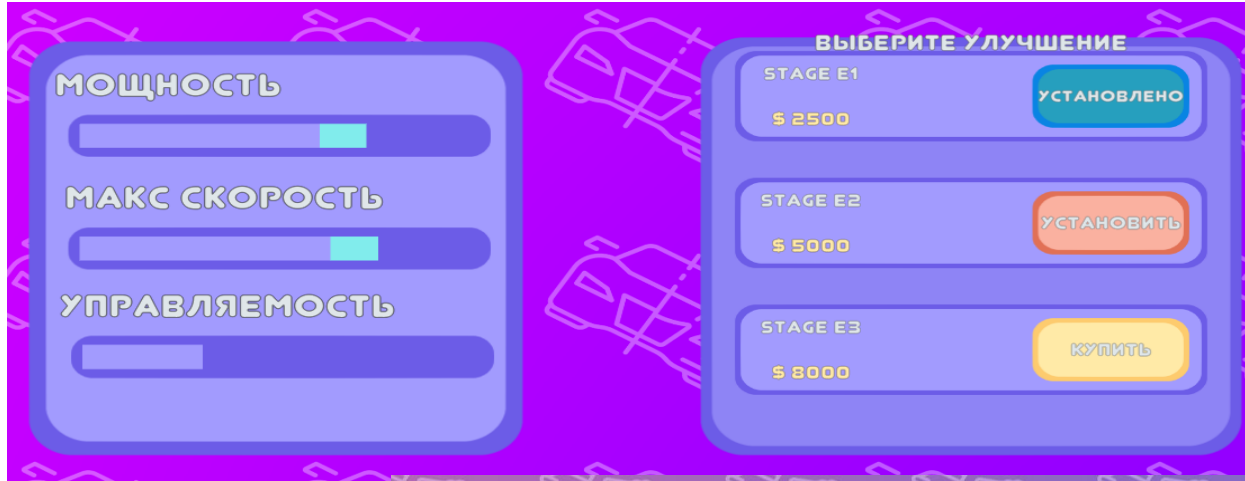 МОЩНОСТЬ
МАКС СКОРОСТЬ
УПРАВЛЯЕМОСТЬ
ВЫБЕРИТЕ УЛУЧШЕНИЕ
STAGE E1
$ 2500
УСТАНОВЛЕНО
STAGE E2
$ 5000
УСТАНОВИТЬ
STAGE E3
$ 8000
КУПИТЬ